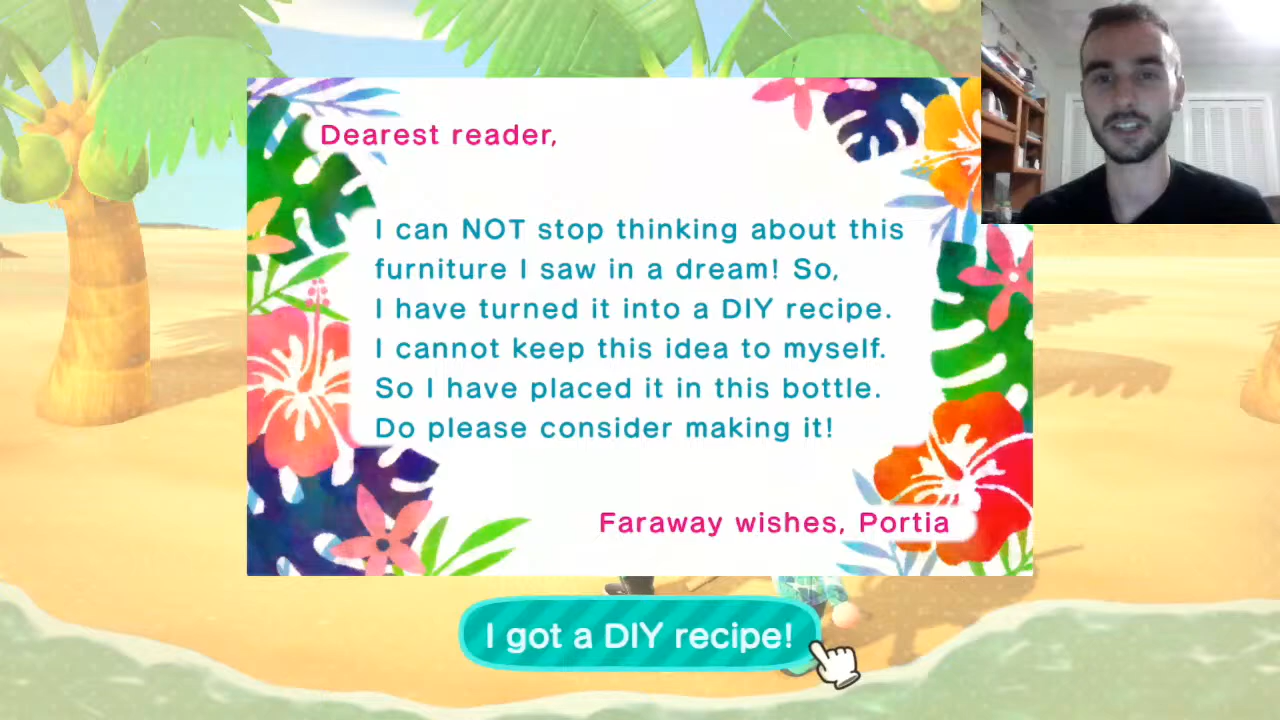 Dearest reader,
I can NOT stop thinking about this
furniture I saw in a dream! So,
I have turned it into a DIY recipe.
I cannot keep this idea to myself.
So I have placed it in this bottle.
Do please consider making it!
Faraway wishes, Portia
I got a DIY recipe!